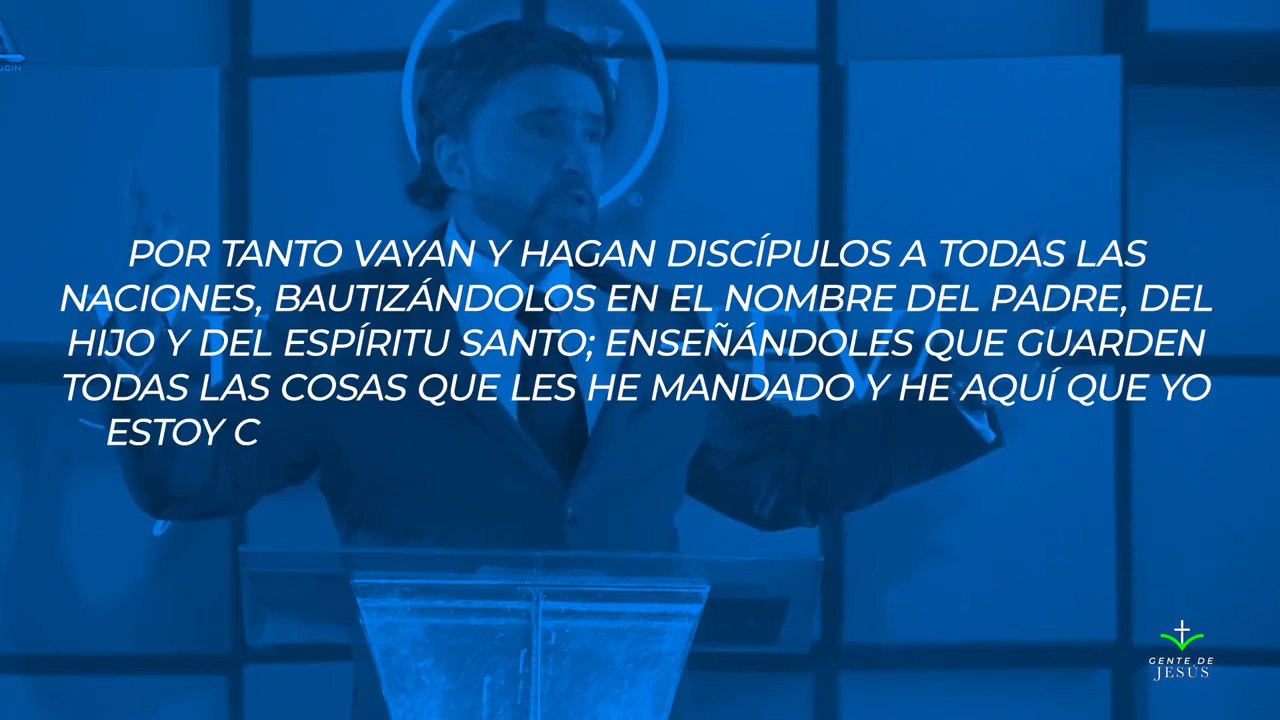 POR TANTO VAYAN Y HAGAN DISCÍPULOS A TODAS LAS
NACIONES, BAUTIZÁNDOLOS EN EL NOMBRE DEL PADRE, DEL
HIJO Y DEL ESPÍRITU SANTO; ENSEÑÁNDOLES QUE GUARDEN
TODAS LAS COSAS QUE LES HE MANDADO Y HE AQUÍ QUE YO
ESTOY C
GENTE DE
JESÚS